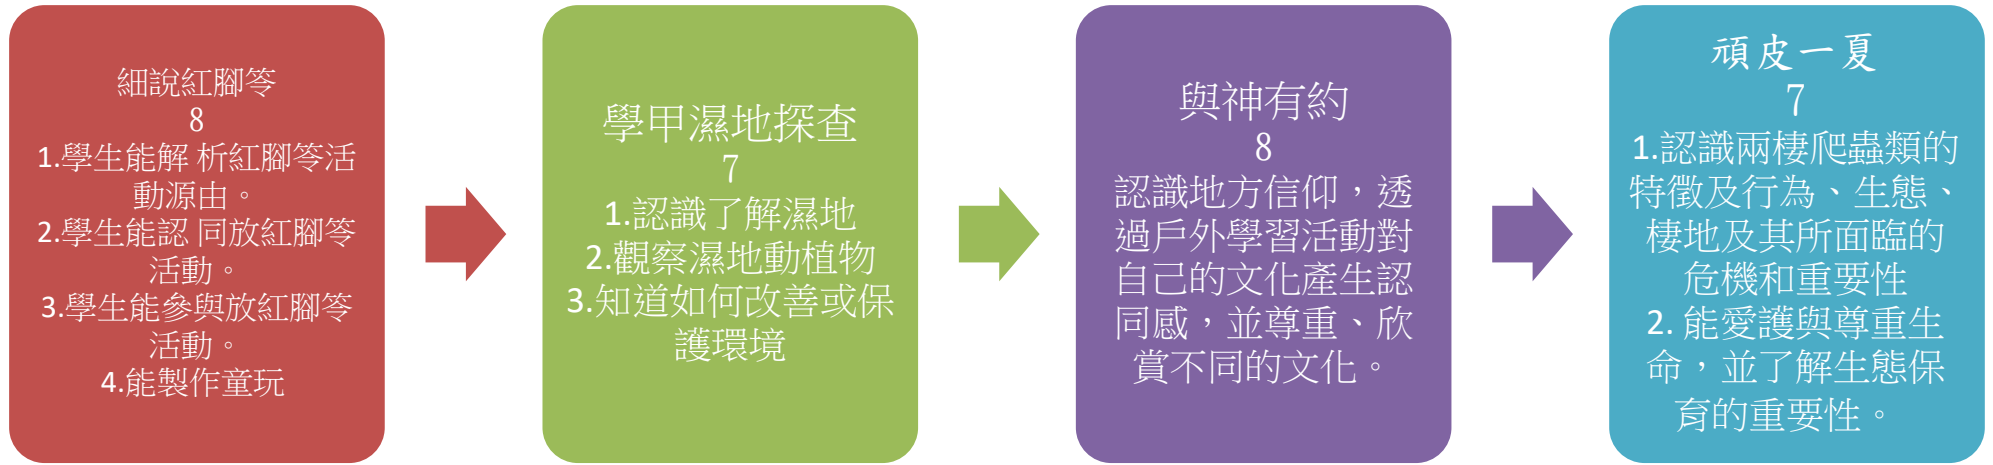 細說紅腳笭
8
1.學生能解 析紅腳笭活
動源由。
2.學生能認 同放紅腳笭
活動。
3.學生能參與放紅腳笭
活動。
4.能製作童玩
學甲濕地探查
7
1.認識了解濕地
2.觀察濕地動植物
3.知道如何改善或保
護環境
與神有約
8
認識地方信仰，透
過戶外學習活動對
自己的文化產生認
同感，並尊重、欣
賞不同的文化。
頑皮一夏
7
1.認識兩棲爬蟲類的
特徵及行為、生態、
棲地及其所面臨的
危機和重要性
2. 能愛護與尊重生
命，並了解生態保
育的重要性。